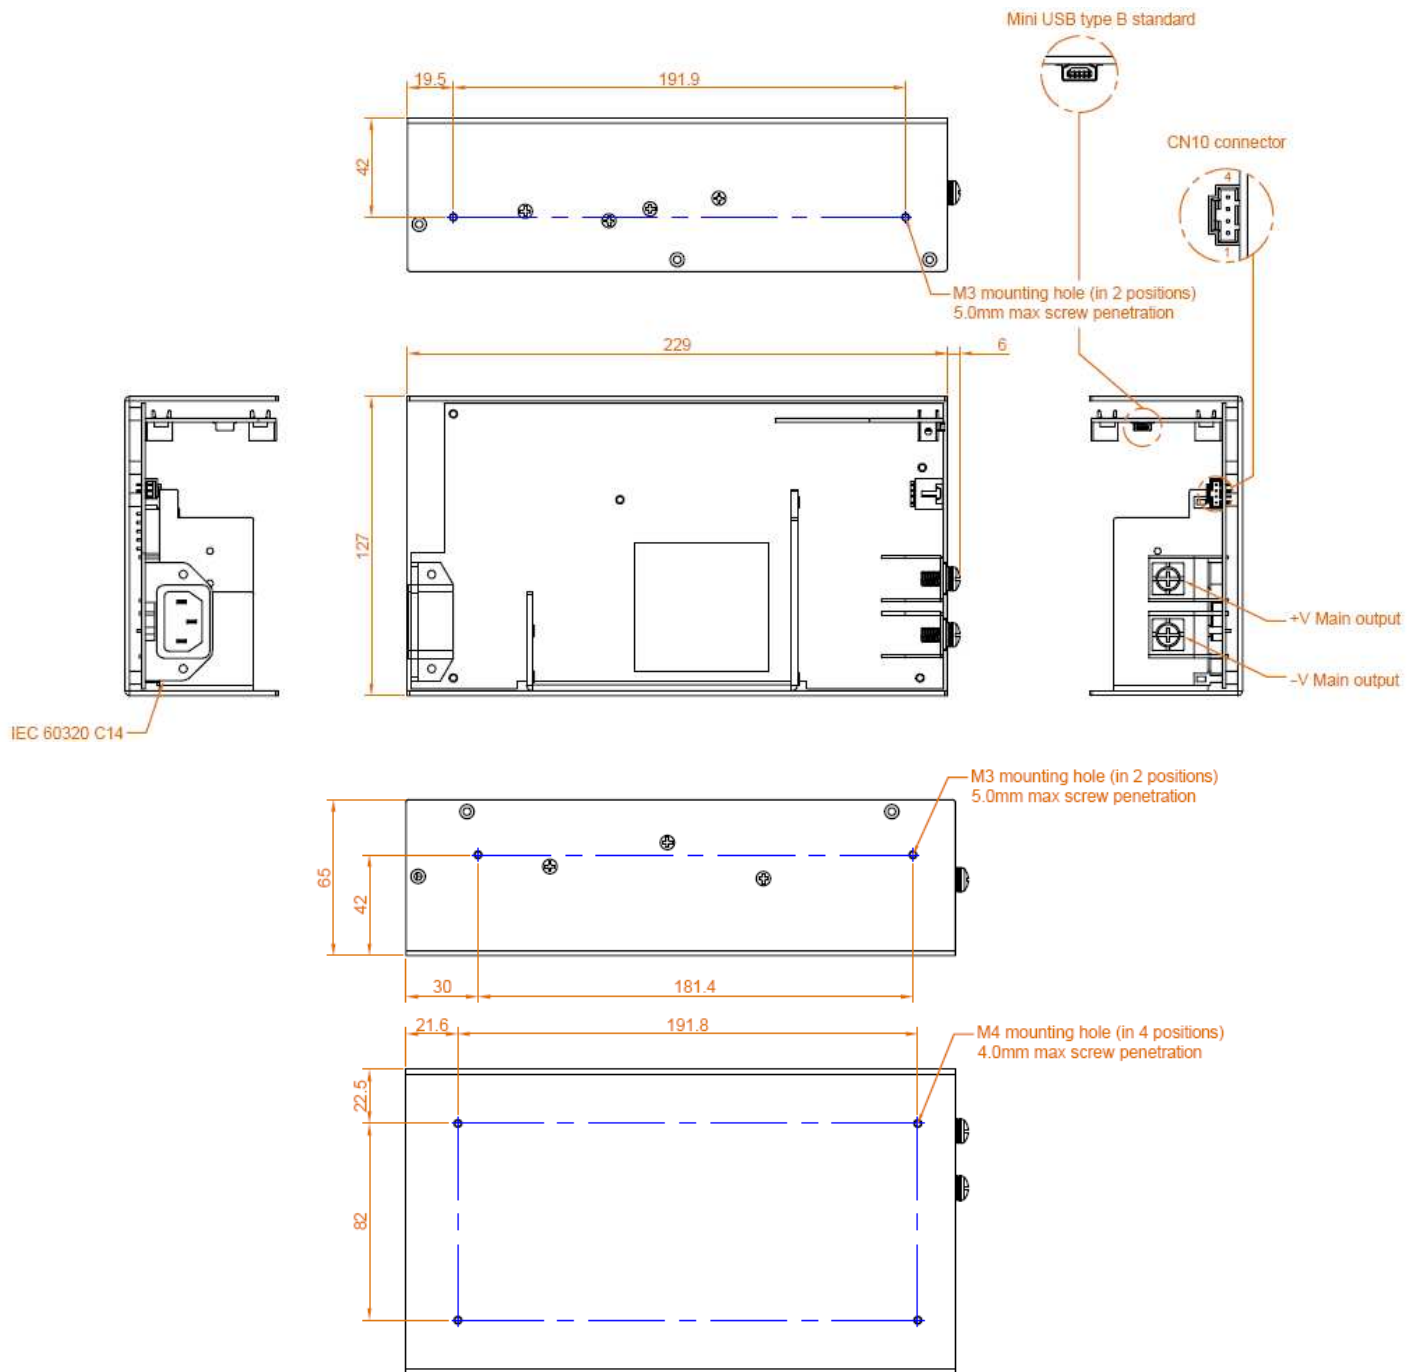 Mini USB type B standard
19.5
191.9
42
CN10 connector
4
1
M3 mounting hole (in 2 positions)
5.0mm max screw penetration
229
6
127
+V Main output
–V Main output
IEC 60320 C14
M3 mounting hole (in 2 positions)
5.0mm max screw penetration
65
42
30
181.4
21.6
191.8
M4 mounting hole (in 4 positions)
4.0mm max screw penetration
22.5
82